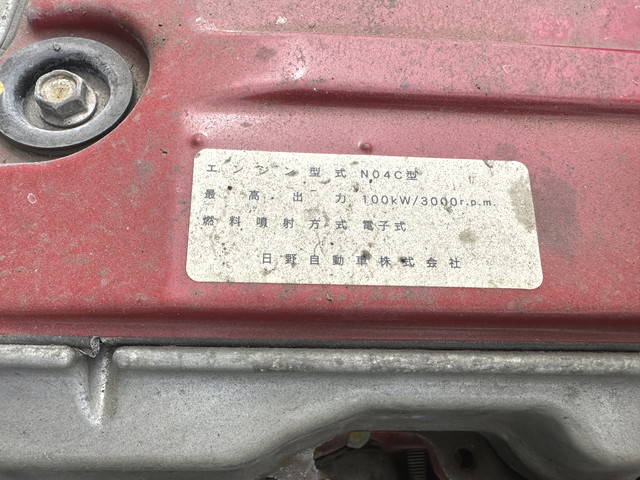 エンジン型式 N04C型
最高出力 100kW/3000r.p.m.
燃料噴射方式 電子式
日野自動車株式会社